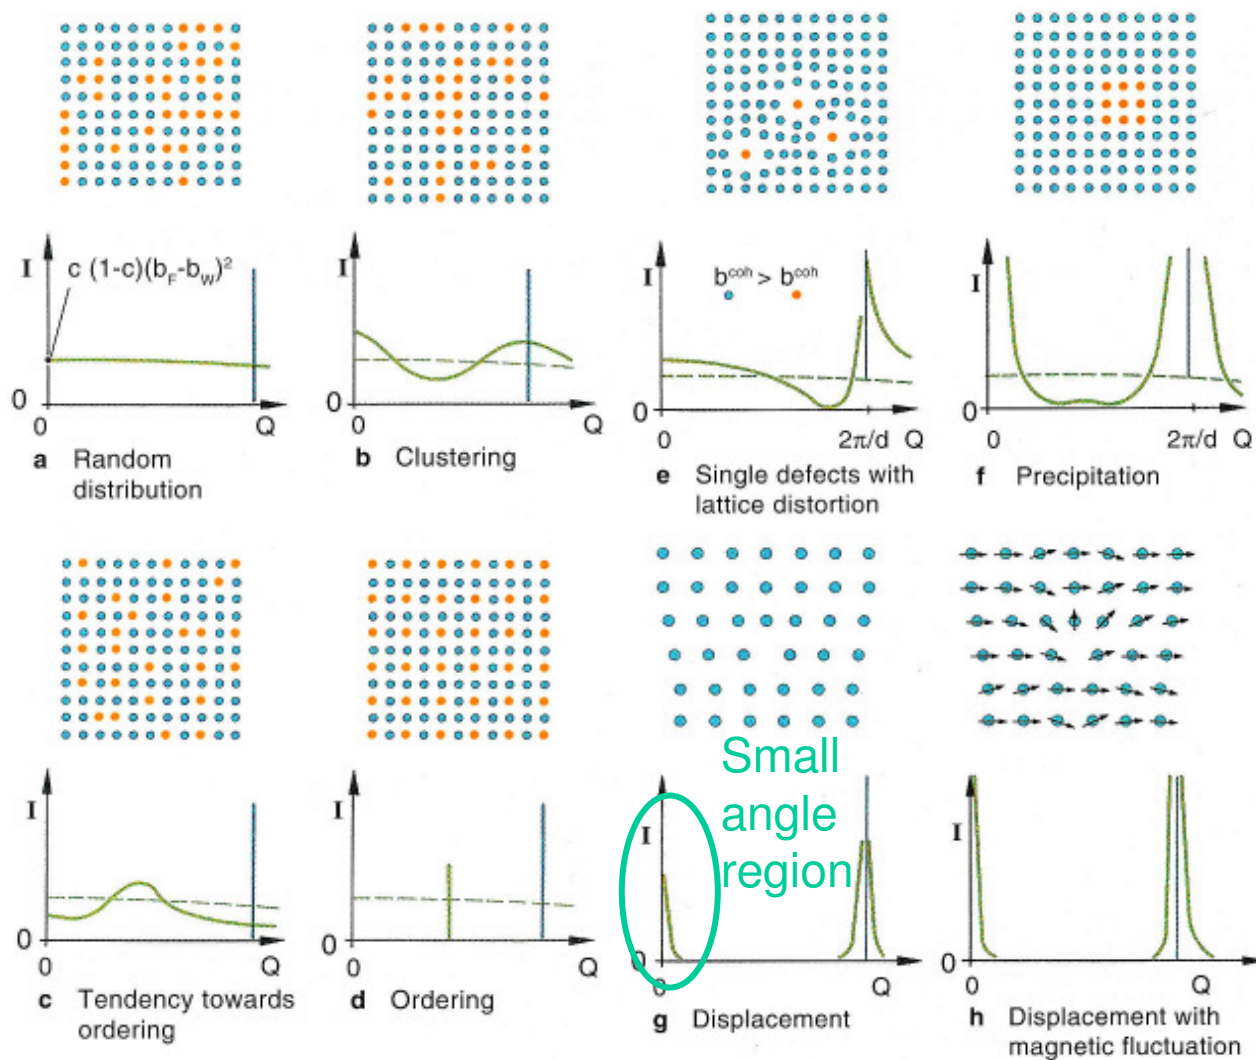 I
c (1-c)(b_F-b_W)²
0
0
Q
a Random
distribution
I
0
0
Q
b Clustering
b^coh > b^coh
I
0
0
2π/d Q
e Single defects with
lattice distortion
I
0
0
2π/d Q
f Precipitation
I
0
0
Q
c Tendency towards
ordering
I
0
0
Q
d Ordering
Small
angle
region
I
0
0
Q
g Displacement
I
0
0
Q
h Displacement with
magnetic fluctuation